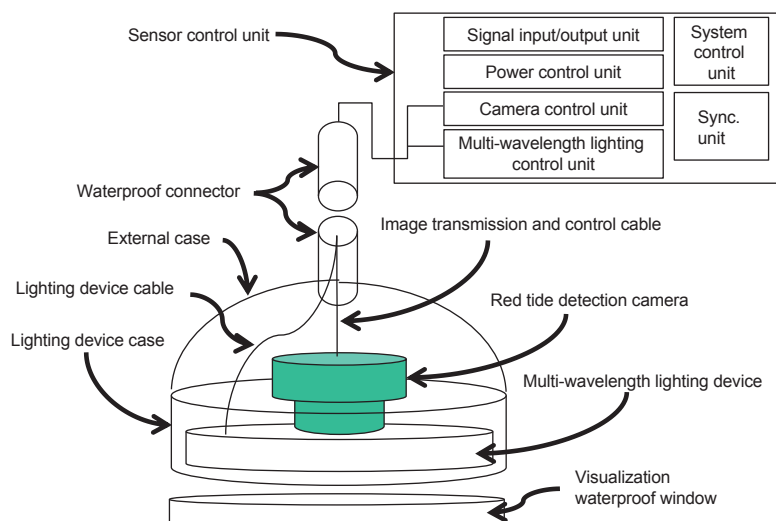 Sensor control unit
Signal input/output unit
Power control unit
Camera control unit
Multi-wavelength lighting
control unit
System
control
unit
Sync.
unit
Waterproof connector
External case
Lighting device cable
Lighting device case
Image transmission and control cable
Red tide detection camera
Multi-wavelength lighting device
Visualization
waterproof window